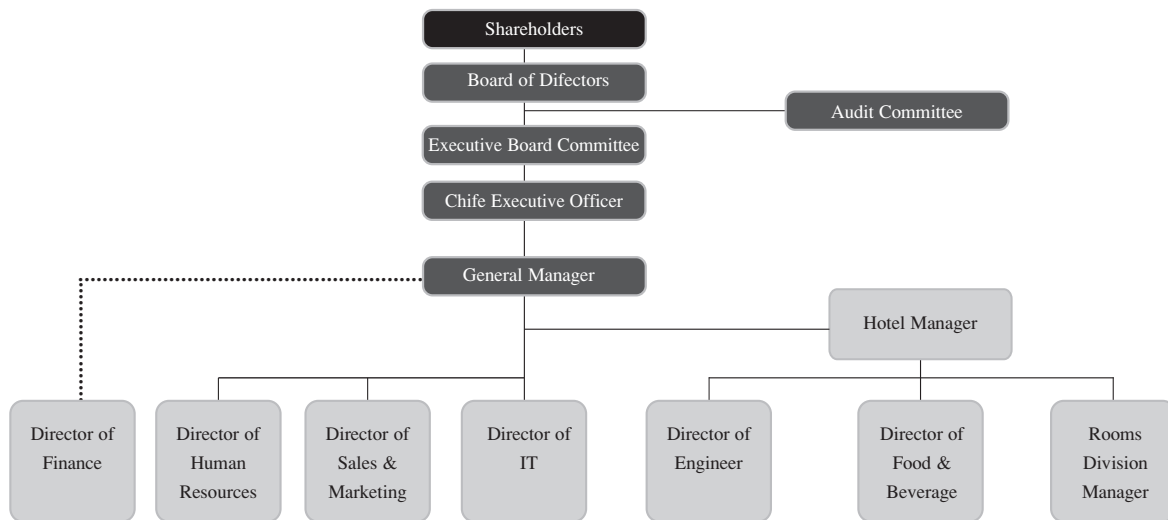 Shareholders
Board of Difectors
Audit Committee
Executive Board Committee
Chife Executive Officer
General Manager
Hotel Manager
Director of
Finance
Director of
Human
Resources
Director of
Sales &
Marketing
Director of
IT
Director of
Engineer
Director of
Food &
Beverage
Rooms
Division
Manager